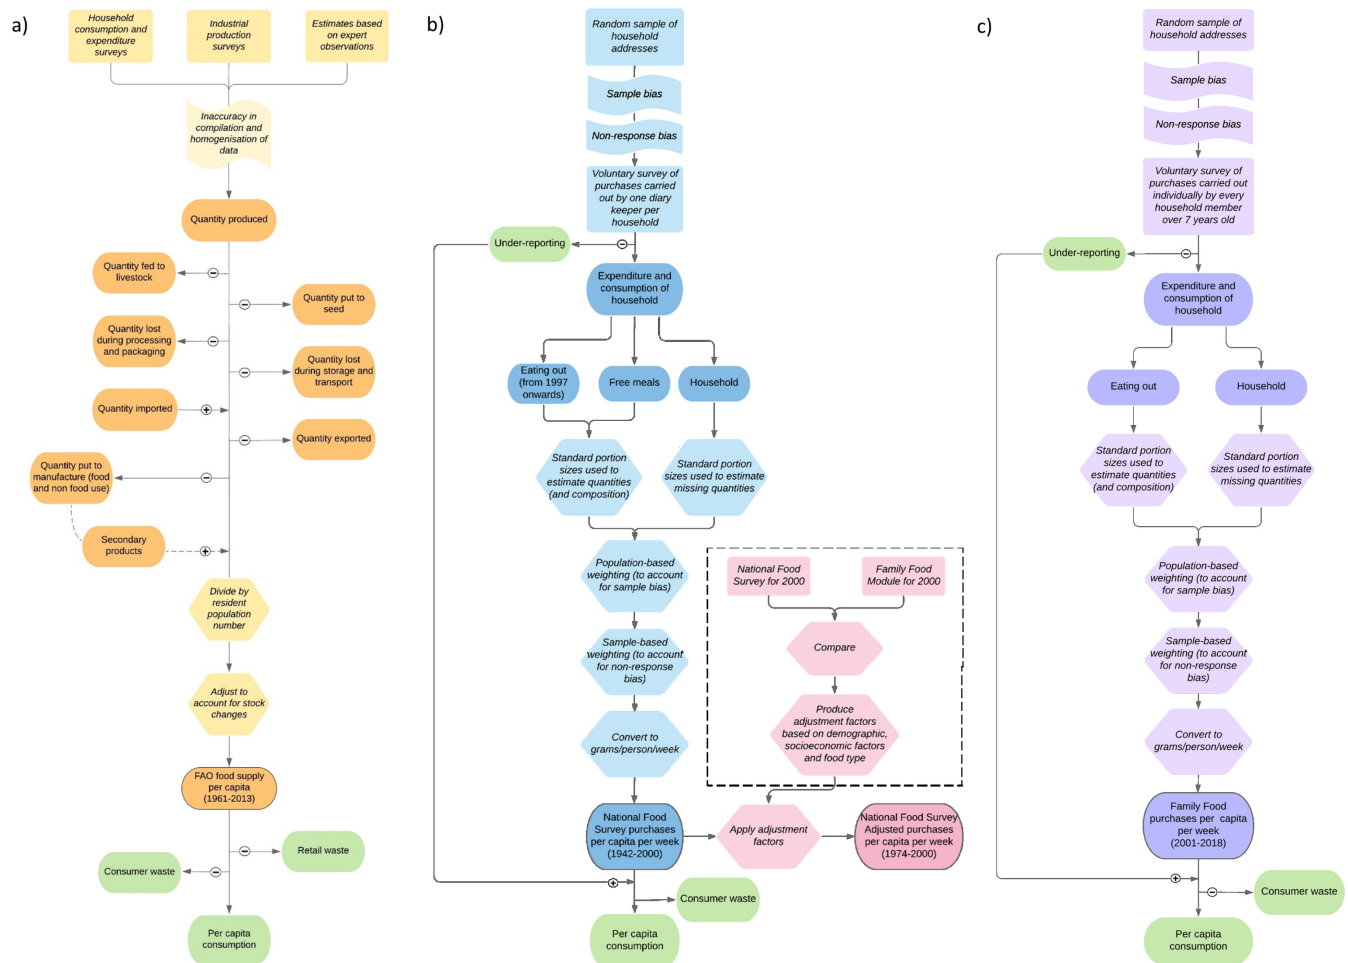 a)
Household
consumption and
expenditure
surveys
Industrial
production
surveys
Estimates based
on expert
observations
Inaccuracy in
compilation and
homogenisation of
data
Quantity produced
Quantity fed to
livestock
Quantity put to
seed
Quantity lost
during processing
and packaging
Quantity lost
during storage and
transport
Quantity imported
Quantity exported
Quantity put to
manufacture (food
and non food use)
Secondary
products
Divide by
resident
population
number
Adjust to
account for stock
changes
FAO food supply
per capita
(1961-2013)
Retail waste
Consumer waste
Per capita
consumption
b)
Random sample of
household
addresses
Sample bias
Non-response bias
Voluntary survey of
purchases carried
out by one diary
keeper per
household
Under-reporting
Expenditure and
consumption of
household
Eating out
(from 1997
onwards)
Free meals
Household
Standard portion
sizes used to
estimate quantities
(and composition)
Standard portion
sizes used to estimate
missing quantities
Population-based
weighting (to account
for sample bias)
Sample-based
weighting (to account
for non-response
bias)
Convert to
grams/person/week
National Food
Survey for 2000
Family Food
Module for 2000
Compare
Produce
adjustment factors
based on demographic,
socioeconomic factors
and food type
National Food
Survey purchases
per capita per week
(1942-2000)
Apply adjustment
factors
National Food Survey
Adjusted purchases
per capita per week
(1974-2000)
Consumer waste
Per capita
consumption
c)
Random sample of
household addresses
Sample bias
Non-response bias
Voluntary survey of
purchases carried out
individually by every
household member
over 7 years old
Under-reporting
Expenditure and
consumption of
household
Eating out
Household
Standard portion
sizes used to
estimate quantities
(and composition)
Standard portion
sizes used to estimate
missing quantities
Population-based
weighting (to account
for sample bias)
Sample-based
weighting (to account
for non-response
bias)
Convert to
grams/person/week
Family Food
purchases per capita
per week
(2001-2018)
Consumer waste
Per capita
consumption